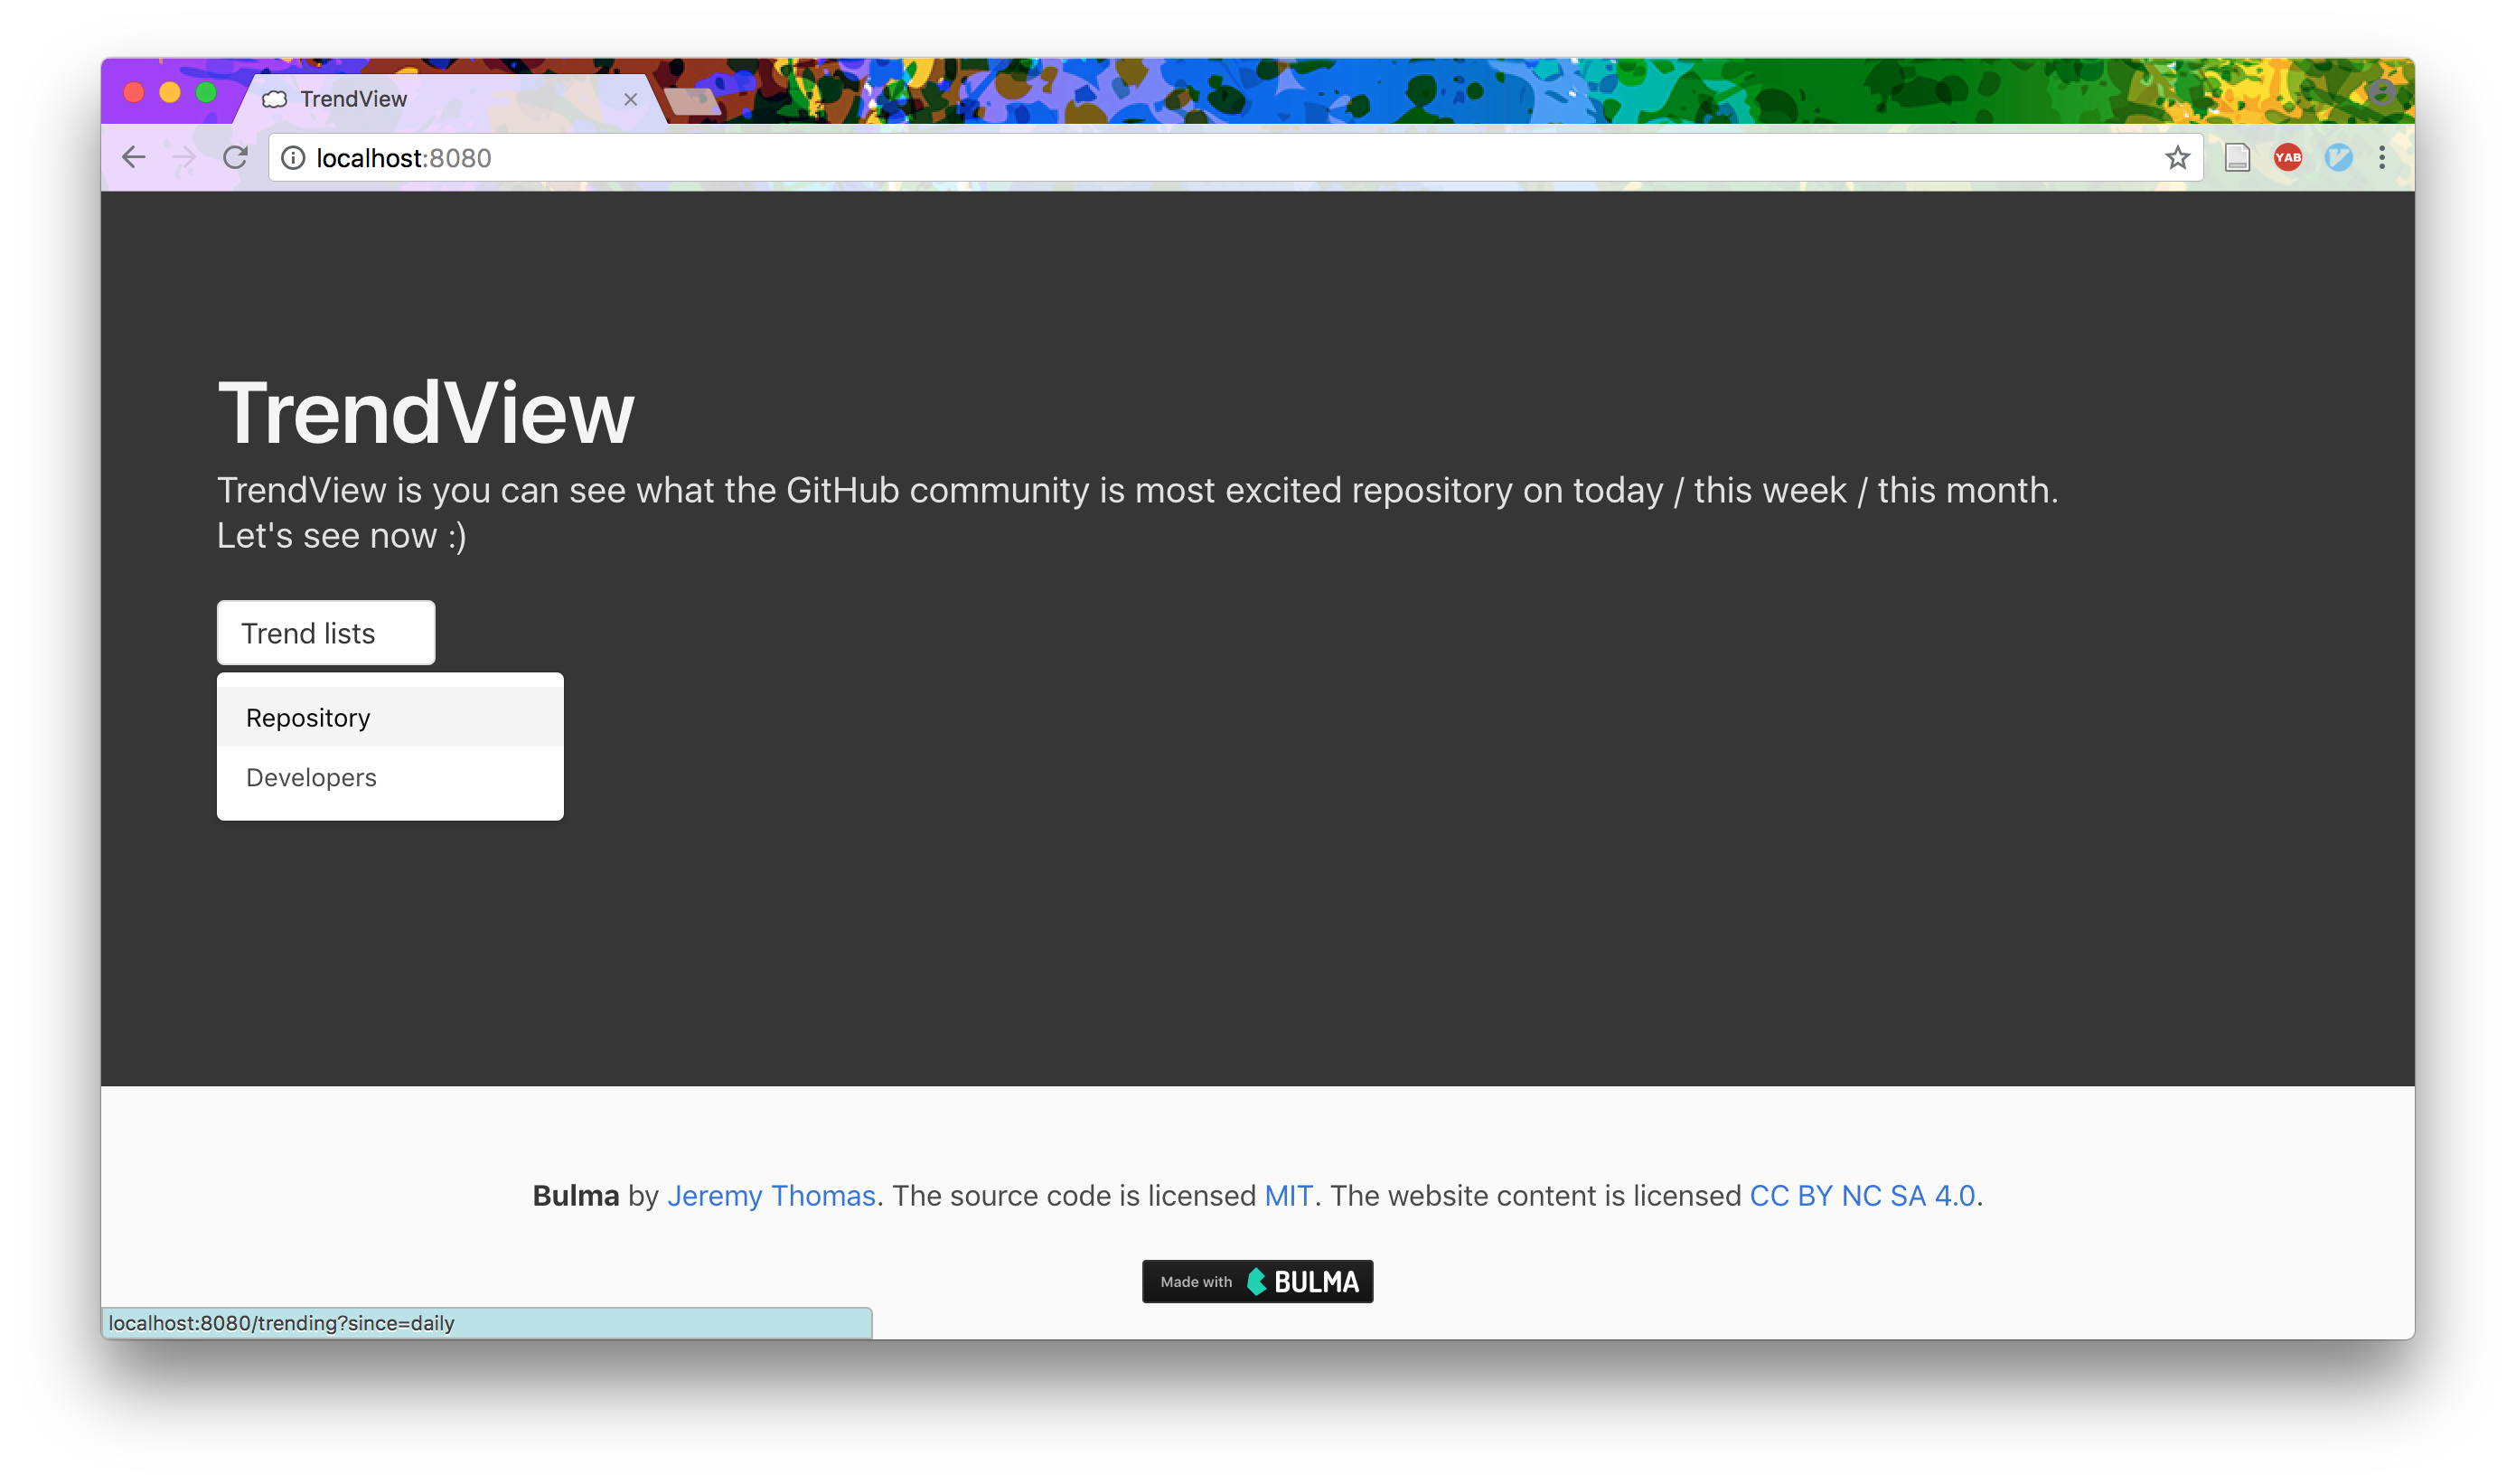 TrendView
localhost:8080
YAB
TrendView
TrendView is you can see what the GitHub community is most excited repository on today / this week / this month.
Let's see now :)
Trend lists
Repository
Developers
Bulma by Jeremy Thomas. The source code is licensed MIT. The website content is licensed CC BY NC SA 4.0.
Made with BULMA
localhost:8080/trending?since=daily